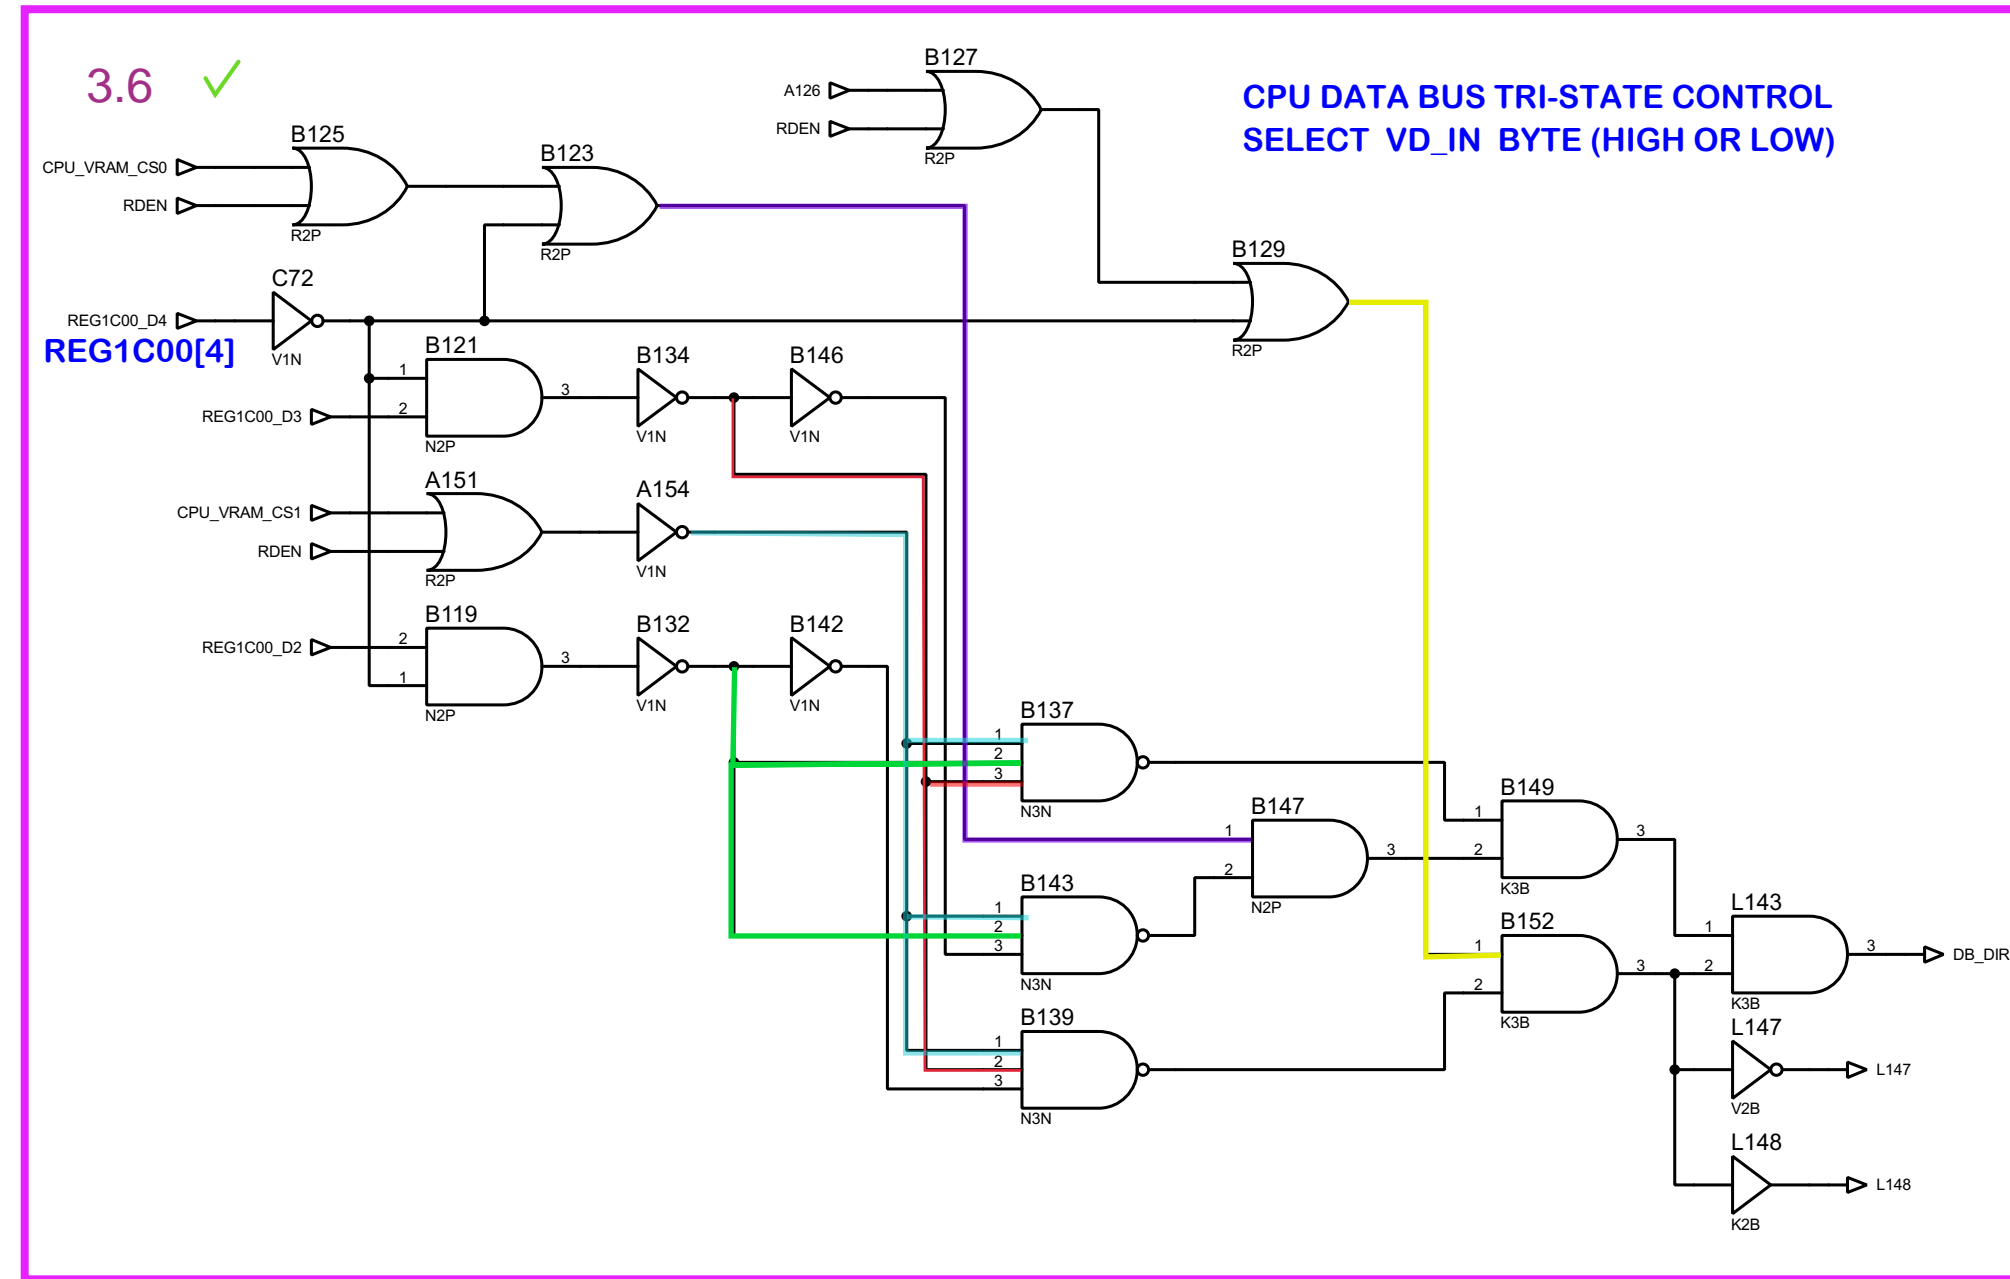 3.6
CPU DATA BUS TRI-STATE CONTROL
SELECT VD_IN BYTE (HIGH OR LOW)
B127
A126
RDEN
R2P
B125
CPU_VRAM_CS0
RDEN
R2P
B123
R2P
B129
R2P
C72
REG1C00_D4
V1N
REG1C00[4]
B121
1
REG1C00_D3
2
3
N2P
B134
V1N
B146
V1N
A151
CPU_VRAM_CS1
RDEN
R2P
A154
V1N
B119
REG1C00_D2
2
1
3
N2P
B132
V1N
B142
V1N
B137
1
2
3
N3N
B147
1
2
3
N2P
B149
1
2
3
K3B
B143
1
2
3
N3N
B152
1
2
3
K3B
L143
1
2
3
DB_DIR
K3B
B139
1
2
3
N3N
L147
L147
V2B
L148
L148
K2B